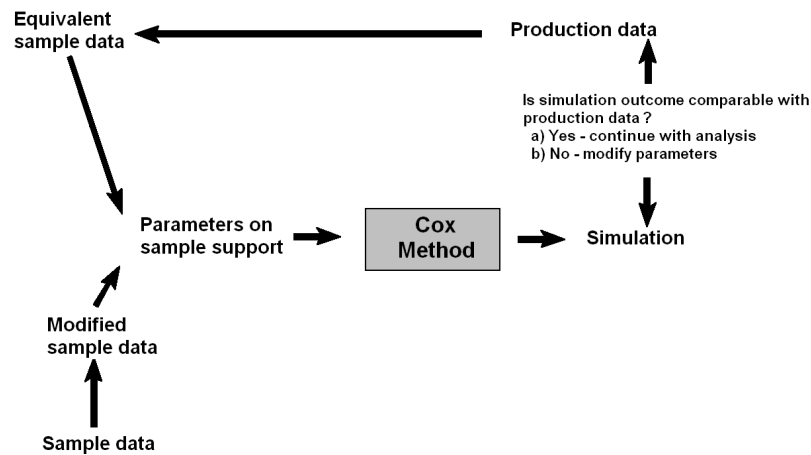 Equivalent
sample data
Production data
Is simulation outcome comparable with
production data ?
a) Yes - continue with analysis
b) No - modify parameters
Parameters on
sample support
Cox
Method
Simulation
Modified
sample data
Sample data